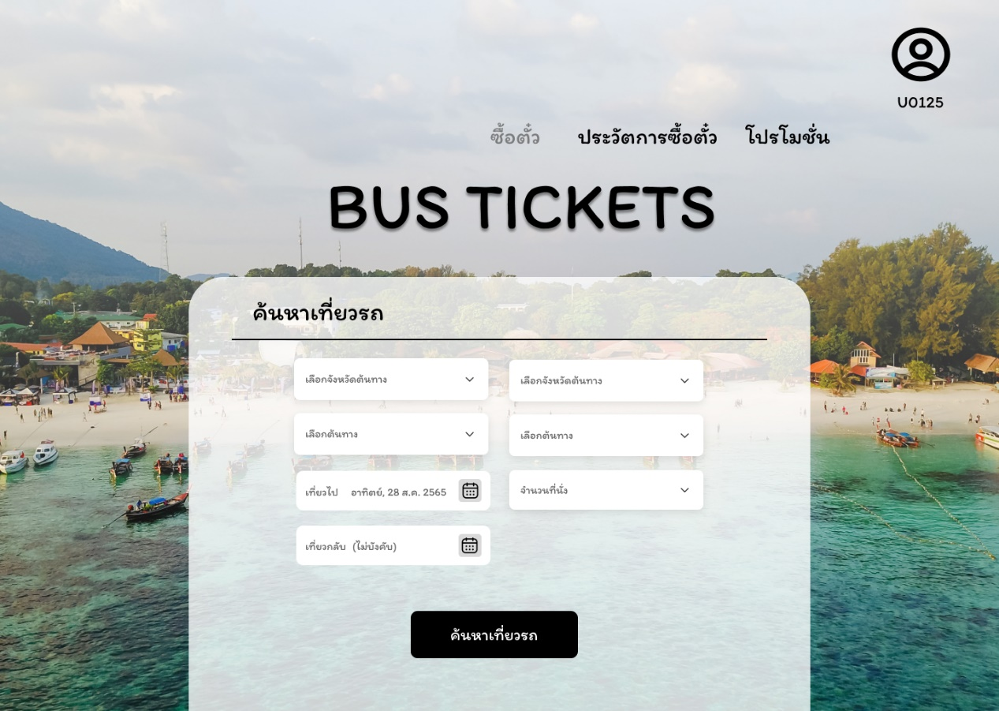 U0125
ซื้อตั๋ว ประวัตการซื้อตั๋ว โปรโมชั่น
BUS TICKETS
ค้นหาเที่ยวรถ
เลือกจังหวัดต้นทาง เลือกจังหวัดต้นทาง
เลือกต้นทาง เลือกต้นทาง
เที่ยวไป อาทิตย์, 28 ส.ค. 2565 จำนวนที่นั่ง
เที่ยวกลับ (ไม่บังคับ)
ค้นหาเที่ยวรถ